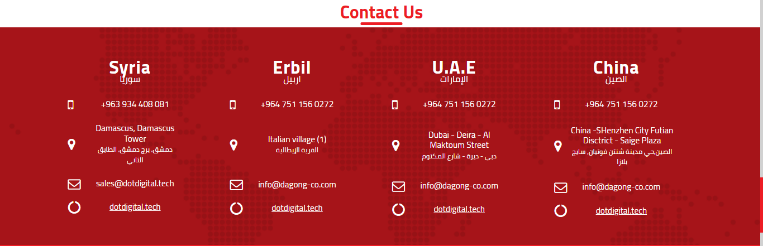 Contact Us
Syria
سوريا
+963 934 408 081
Damascus, Damascus
Tower
دمشق، برج دمشق، الطابق
الثاني
sales@dotdigital.tech
dotdigital.tech
Erbil
اربيل
+964 751 156 0272
Italian village (1)
القرية الإيطالية
info@dagong-co.com
dotdigital.tech
U.A.E
الإمارات
+964 751 156 0272
Dubai - Deira - Al
Maktoum Street
دبي - ديرة - شارع المكتوم
info@dagong-co.com
dotdigital.tech
China
الصين
+964 751 156 0272
China -SHenzhen City Futian
Disctrict - Saige Plaza
الصين,حي مدينة شنتن فوتيان, سايج
بلازا
info@dagong-co.com
dotdigital.tech